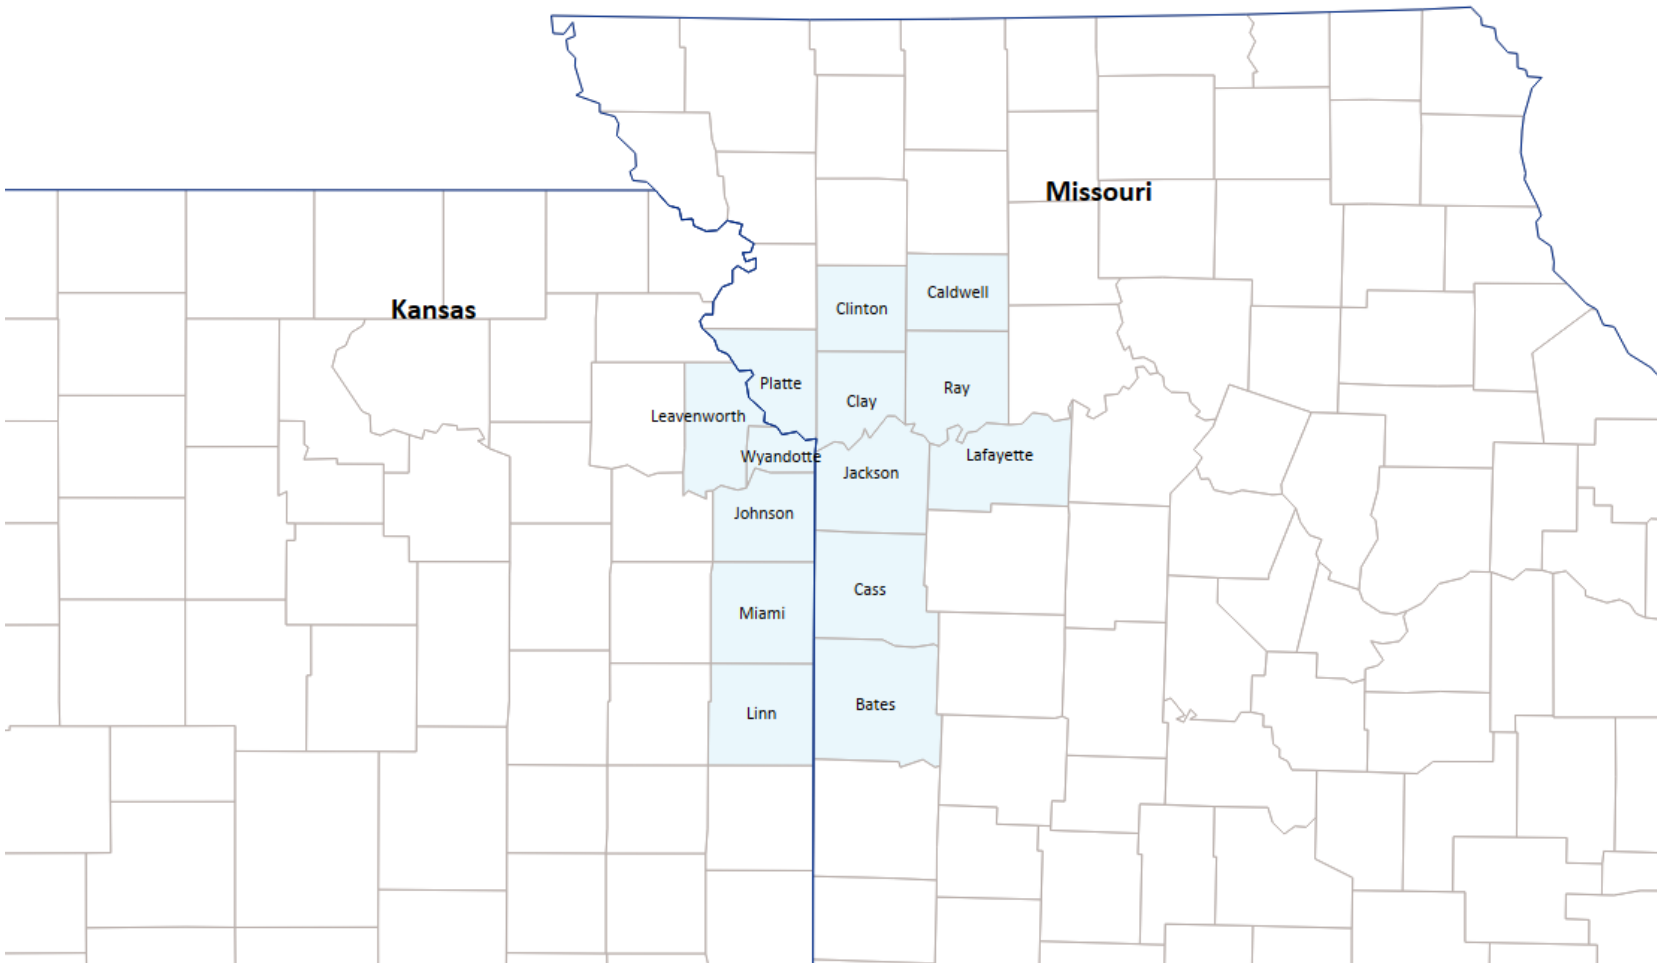 Missouri
Kansas
Caldwell
Clinton
Platte
Ray
Clay
Leavenworth
Wyandotte
Lafayette
Jackson
Johnson
Cass
Miami
Bates
Linn